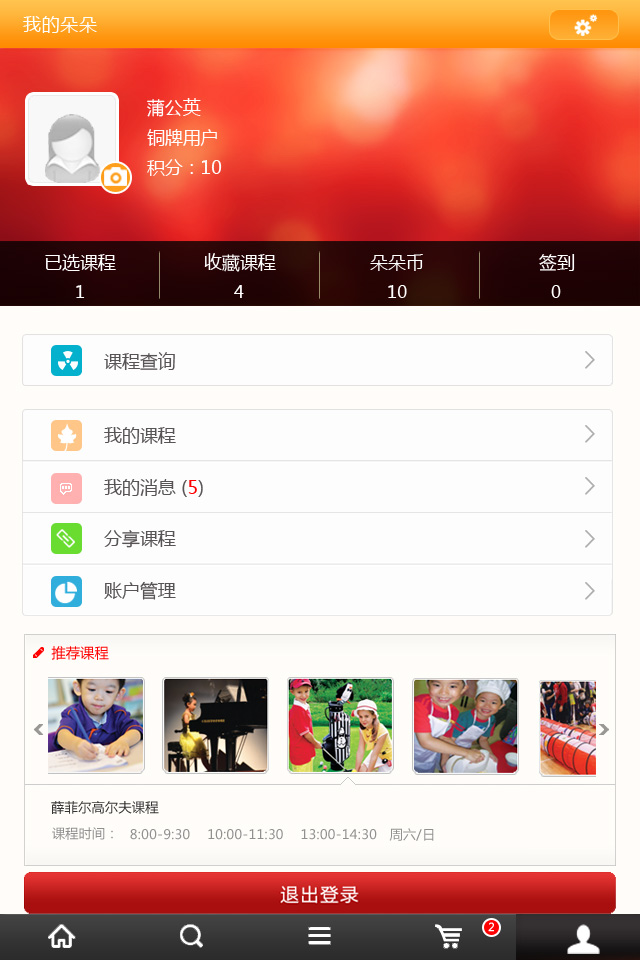 我的朵朵
蒲公英
铜牌用户
积分：10
已选课程 收藏课程 朵朵币 签到
1 4 10 0
课程查询
我的课程
我的消息 (5)
分享课程
账户管理
推荐课程
薛菲尔高尔夫课程
课程时间： 8:00-9:30 10:00-11:30 13:00-14:30 周六/日
退出登录
2